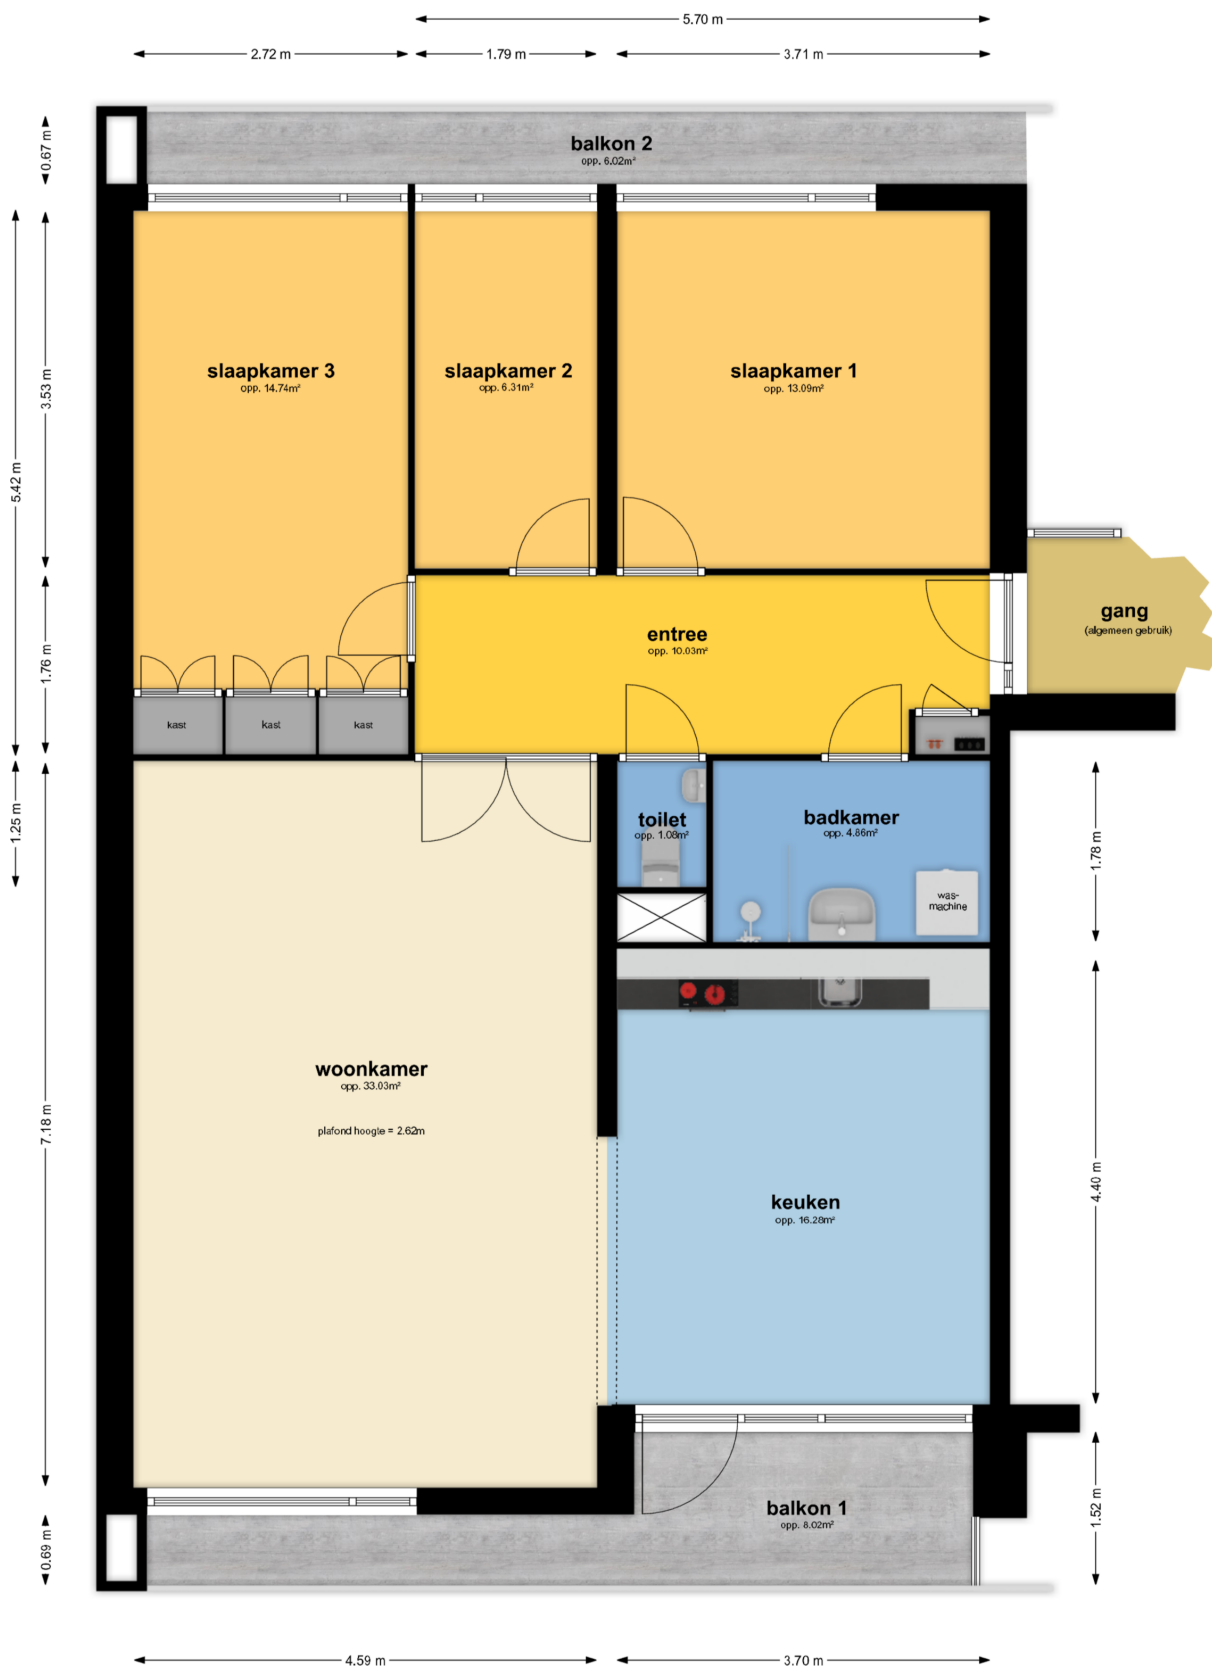 5.70 m
2.72 m
1.79 m
3.71 m
0.67 m
balkon 2
opp. 6.02m²
5.42 m
3.53 m
slaapkamer 3
opp. 14.74m²
slaapkamer 2
opp. 6.31m²
slaapkamer 1
opp. 13.09m²
gang
(algemeen gebruik)
entree
opp. 10.03m²
1.76 m
kast
kast
kast
1.25 m
toilet
opp. 1.08m²
badkamer
opp. 4.86m²
1.78 m
was-
machine
woonkamer
opp. 33.03m²
plafond hoogte = 2.62m
7.18 m
keuken
opp. 16.28m²
4.40 m
balkon 1
opp. 8.02m²
1.52 m
0.69 m
4.59 m
3.70 m